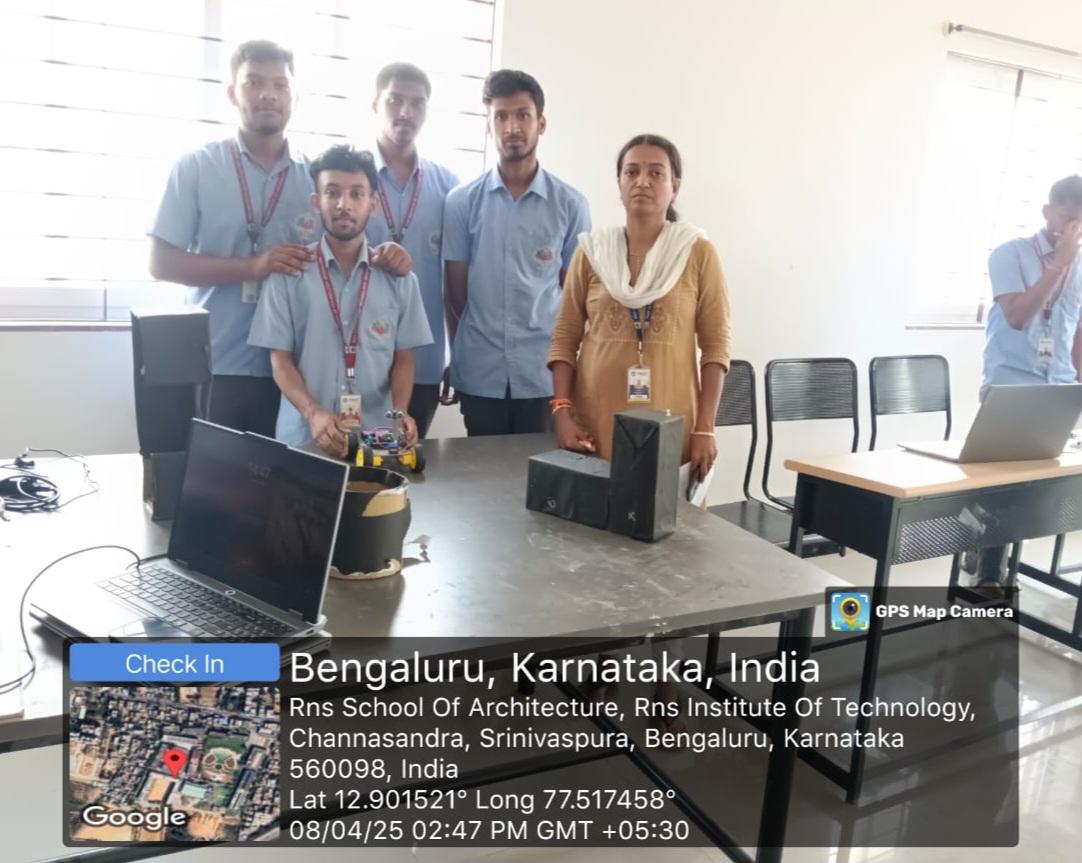 14:47
GPS Map Camera
Check In
Bengaluru, Karnataka, India
Rns School Of Architecture, Rns Institute Of Technology,
Channasandra, Srinivaspura, Bengaluru, Karnataka
560098, India
Lat 12.901521° Long 77.517458°
08/04/25 02:47 PM GMT +05:30
Google